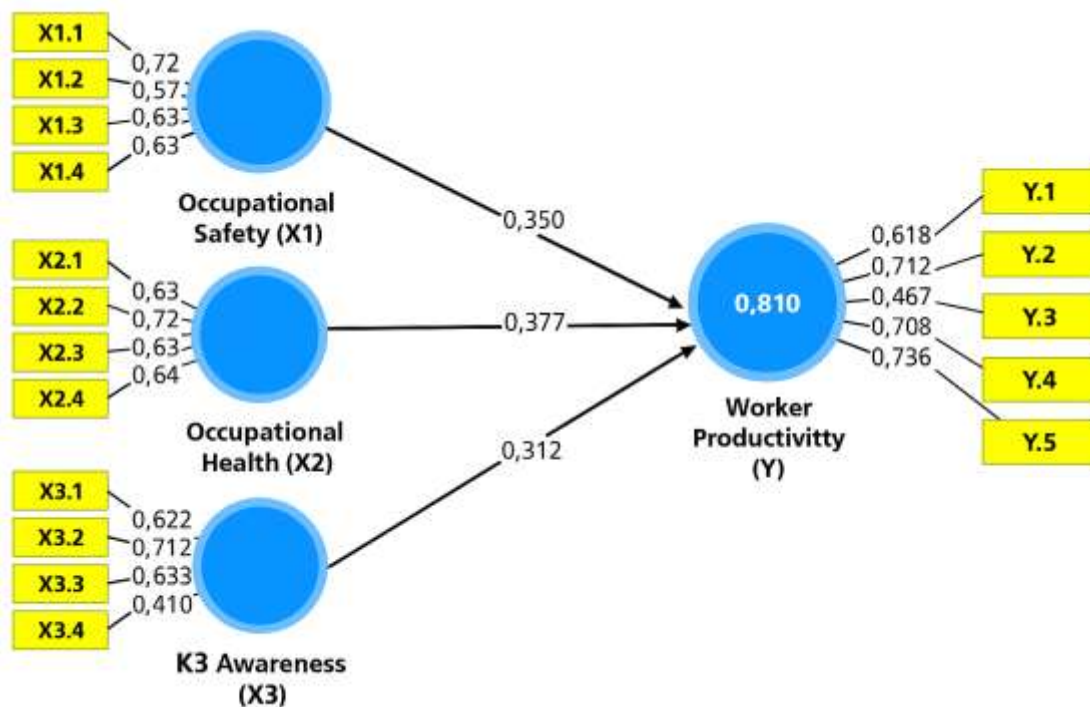 X1.1
0,72
X1.2
0,57
X1.3
0,63
X1.4
0,63
Occupational
Safety (X1)
X2.1
0,63
X2.2
0,72
X2.3
0,63
X2.4
0,64
Occupational
Health (X2)
X3.1
0,622
X3.2
0,712
X3.3
0,633
X3.4
0,410
K3 Awareness
(X3)
0,350
0,377
0,312
0,810
Worker
Productivitty
(Y)
Y.1
0,618
Y.2
0,712
0,467
Y.3
0,708
Y.4
0,736
Y.5